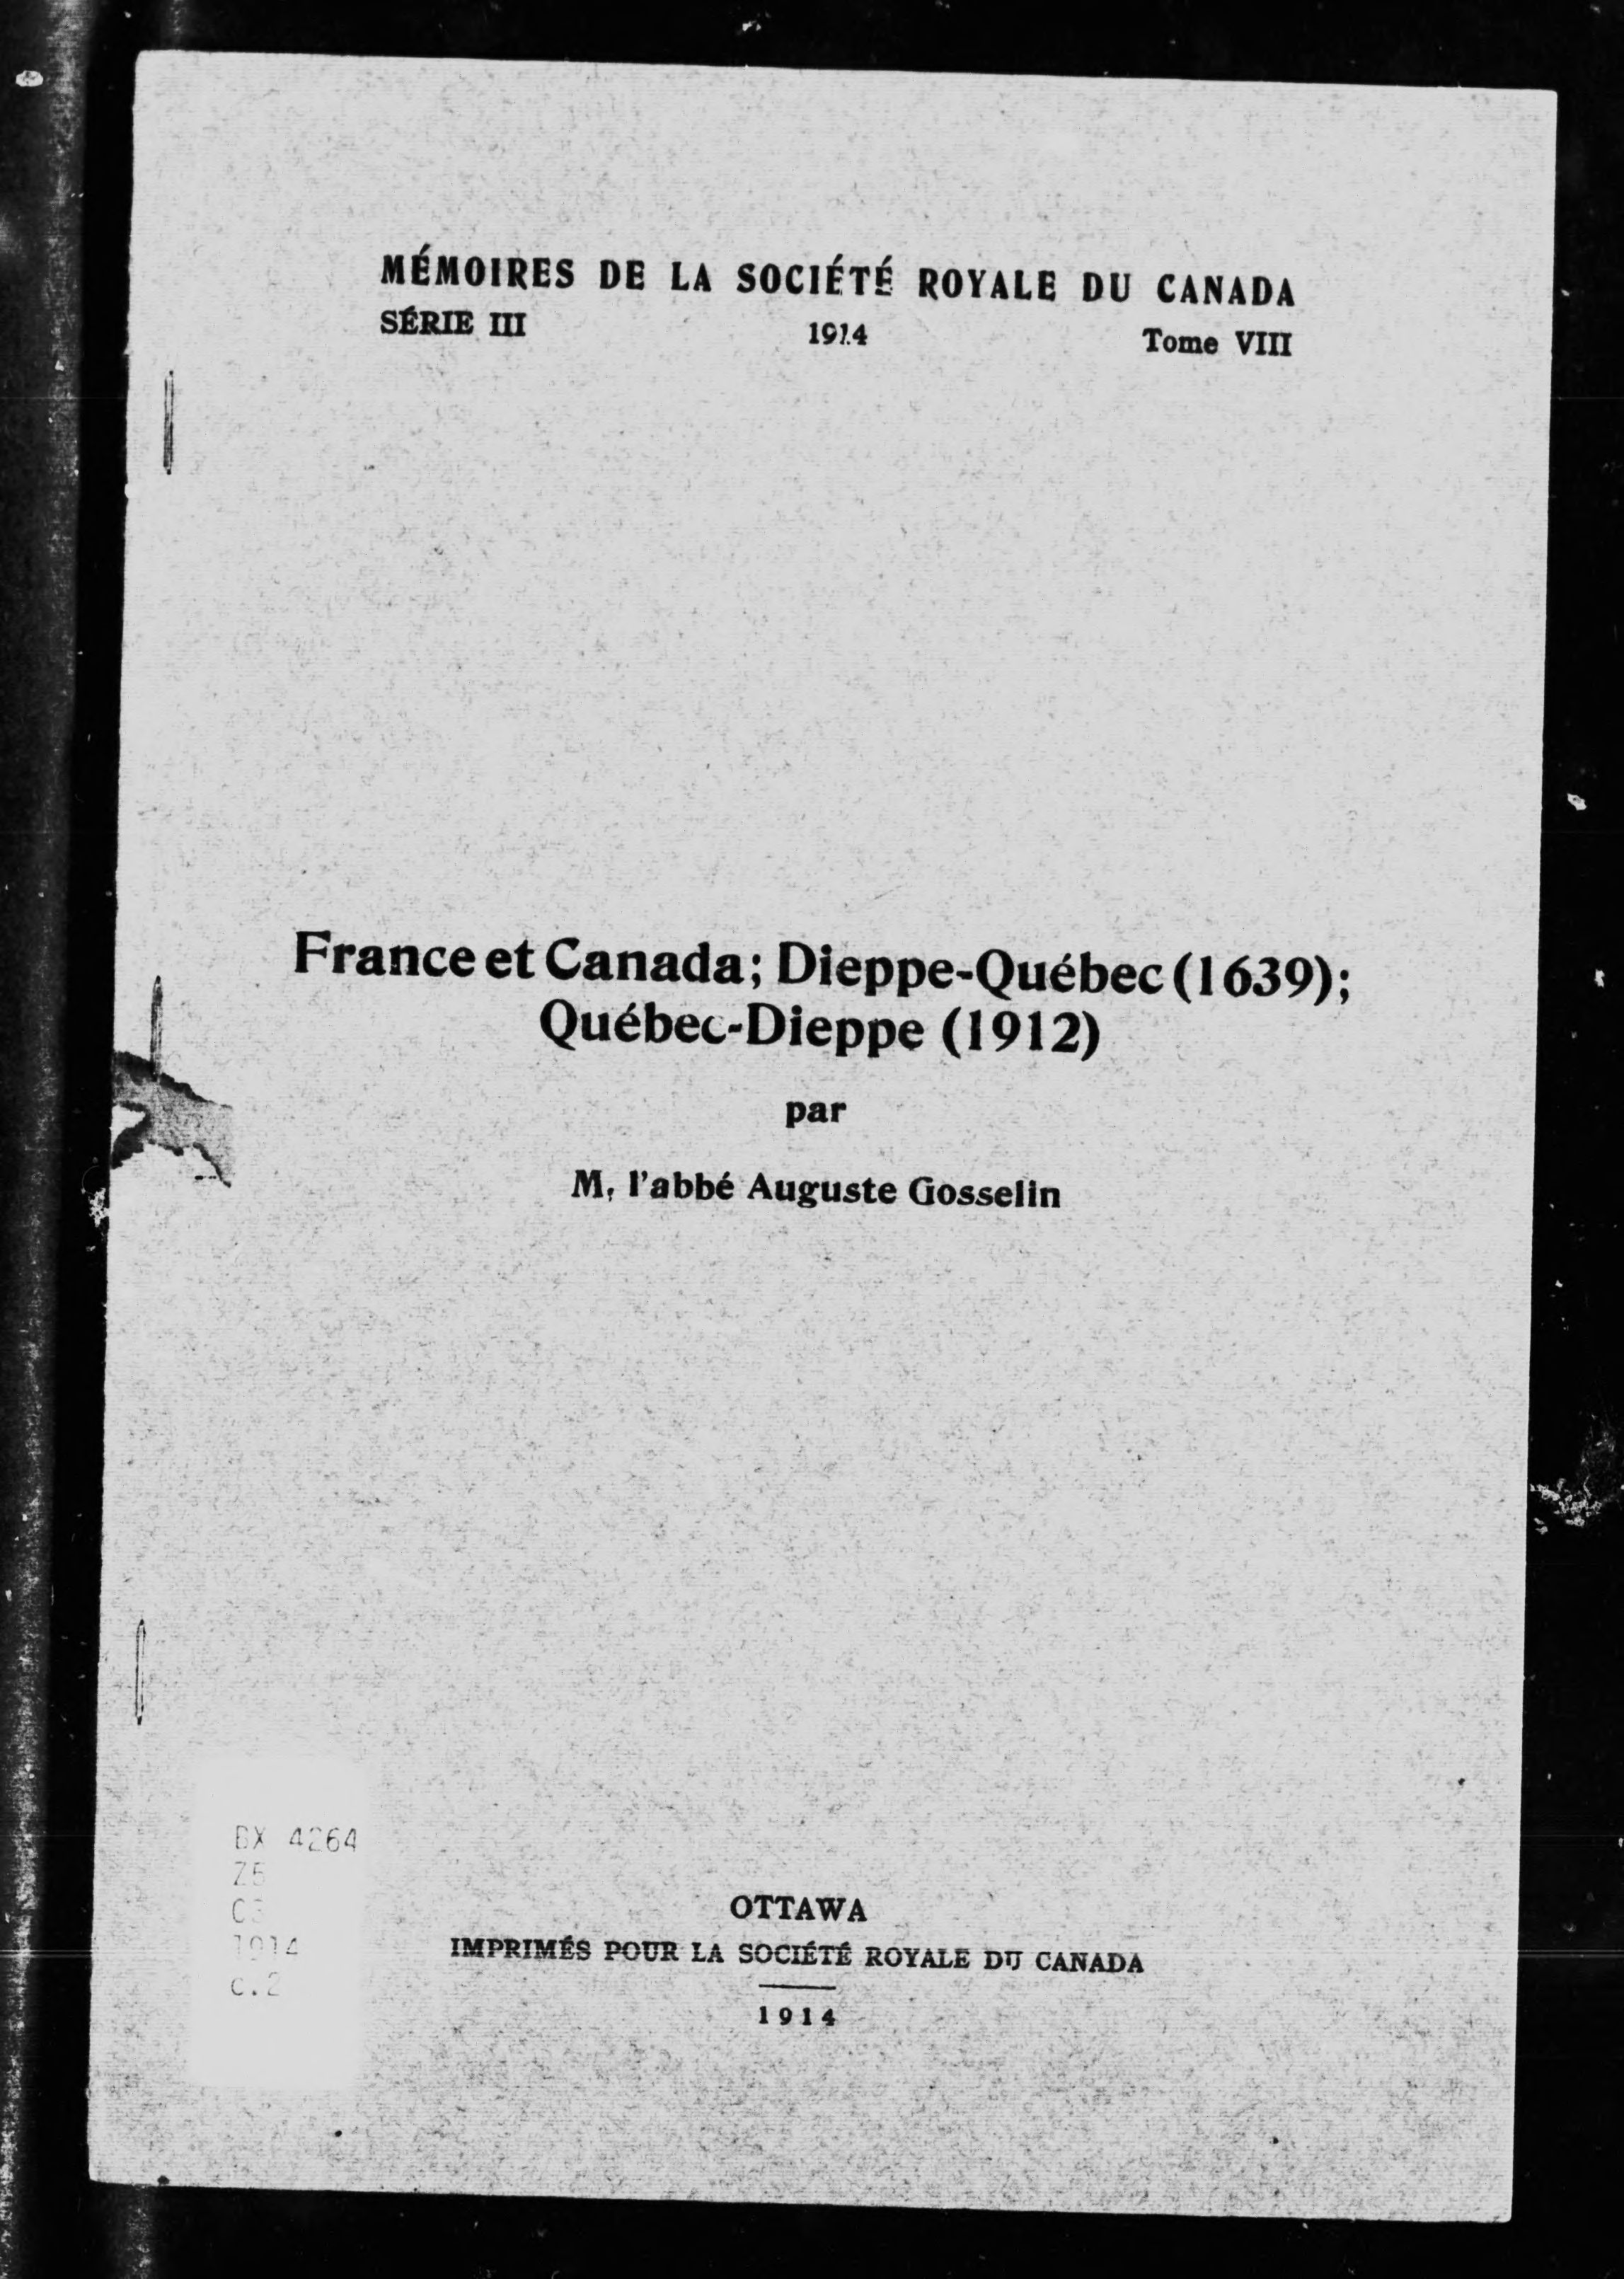 MÉMOIRES DE LA SOCIÉTÉ ROYALE DU CANADA
SÉRIE III 1914 Tome VIII
France et Canada; Dieppe-Québec (1639);
Québec-Dieppe (1912)
par
M. l'abbé Auguste Gosselin
BX 4264
Z5
C3
1914
c.2
OTTAWA
IMPRIMÉS POUR LA SOCIÉTÉ ROYALE DU CANADA
1914